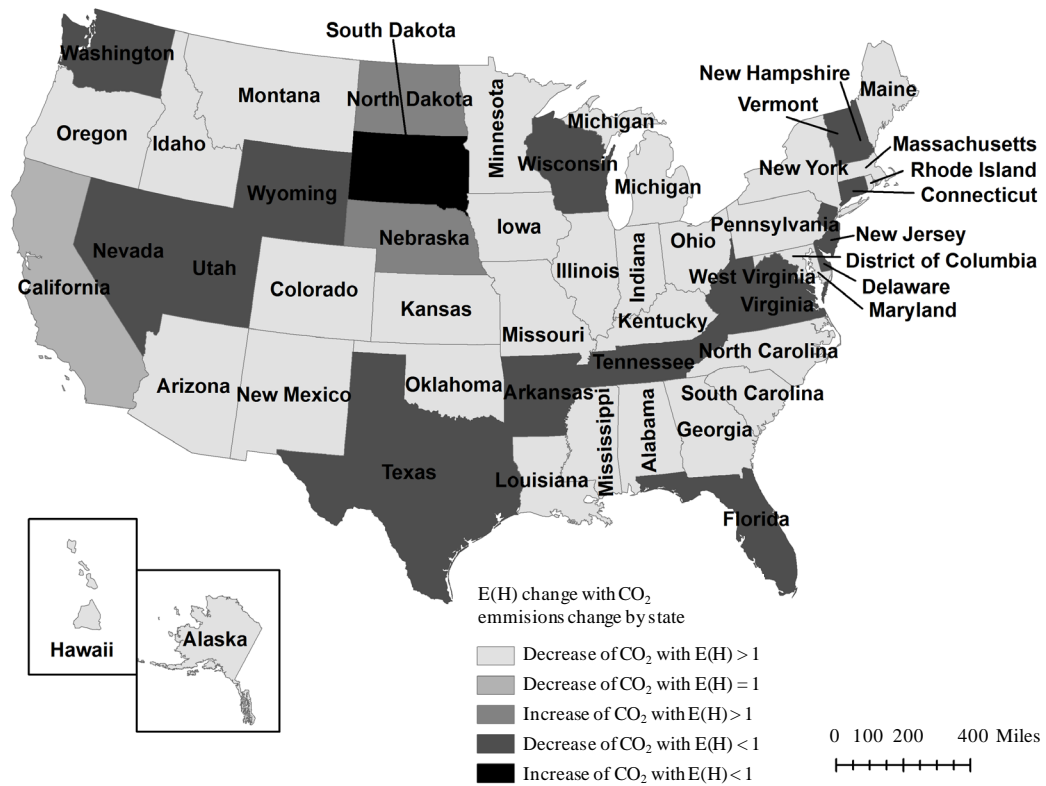 South Dakota
Washington
Montana
North Dakota
Minnesota
Michigan
New Hampshire
Maine
Vermont
Oregon
Idaho
Wisconsin
Massachusetts
New York
Michigan
Rhode Island
Wyoming
Connecticut
Iowa
Pennsylvania
Nebraska
New Jersey
Nevada
Ohio
District of Columbia
Utah
Illinois
Indiana
West Virginia
Delaware
California
Colorado
Virginia
Maryland
Kansas
Kentucky
Missouri
North Carolina
Tennessee
Arizona
New Mexico
Oklahoma
Arkansas
South Carolina
Mississippi
Alabama
Georgia
Texas
Louisiana
Florida
Hawaii
Alaska
E(H) change with CO₂
emmisions change by state
Decrease of CO₂ with E(H) > 1
Decrease of CO₂ with E(H) = 1
Increase of CO₂ with E(H) > 1
Decrease of CO₂ with E(H) < 1
Increase of CO₂ with E(H) < 1
0 100 200 400 Miles